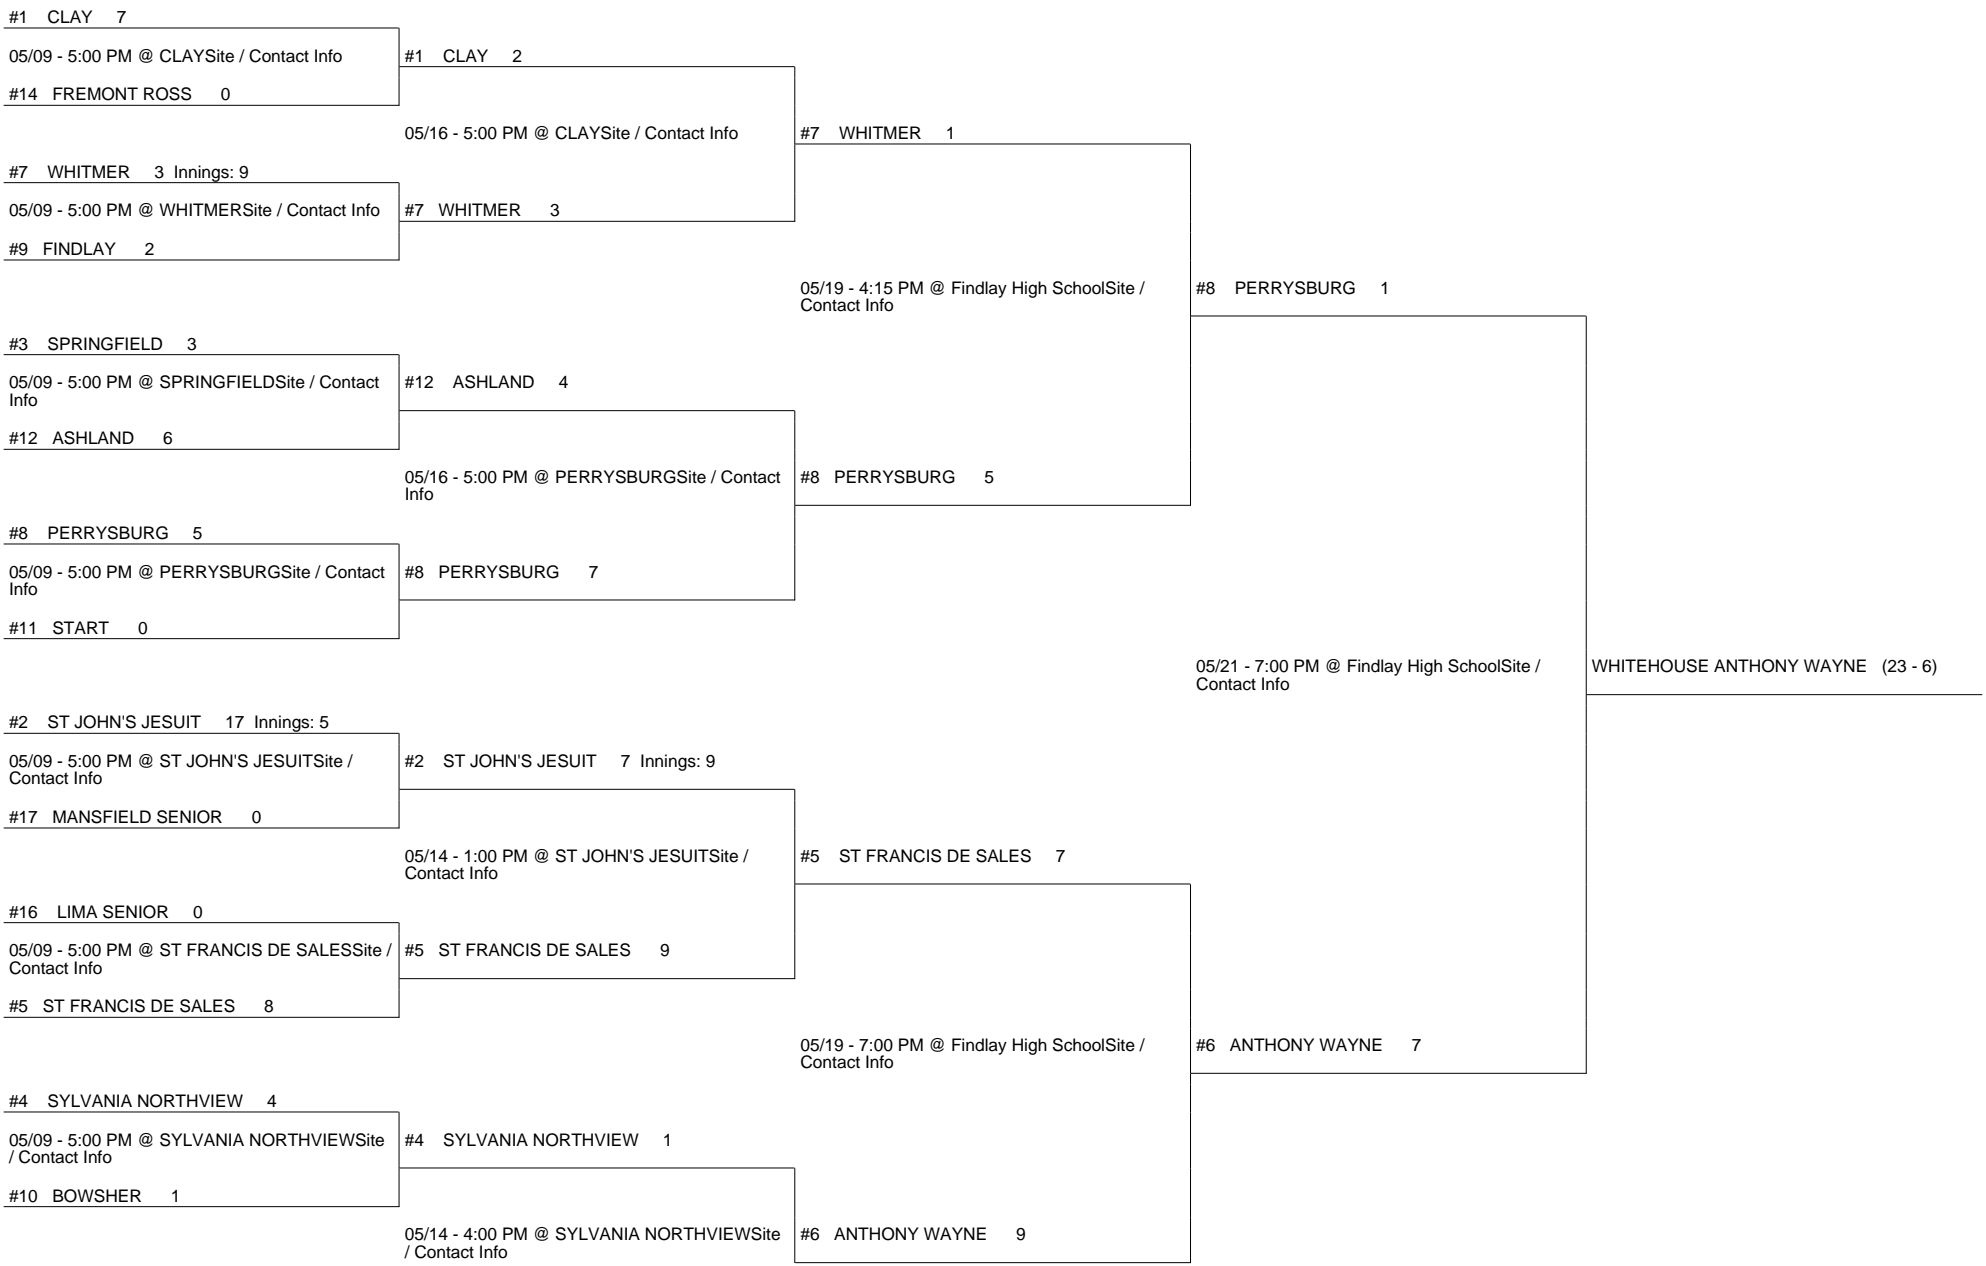 #1 CLAY 7
05/09 - 5:00 PM @ CLAYSite / Contact Info
#14 FREMONT ROSS 0
#7 WHITMER 3 Innings: 9
05/09 - 5:00 PM @ WHITMERSite / Contact Info
#9 FINDLAY 2
#3 SPRINGFIELD 3
05/09 - 5:00 PM @ SPRINGFIELDSite / Contact
Info
#12 ASHLAND 6
#8 PERRYSBURG 5
05/09 - 5:00 PM @ PERRYSBURGSite / Contact
Info
#11 START 0
#2 ST JOHN'S JESUIT 17 Innings: 5
05/09 - 5:00 PM @ ST JOHN'S JESUITSite /
Contact Info
#17 MANSFIELD SENIOR 0
#16 LIMA SENIOR 0
05/09 - 5:00 PM @ ST FRANCIS DE SALESSite /
Contact Info
#5 ST FRANCIS DE SALES 8
#4 SYLVANIA NORTHVIEW 4
05/09 - 5:00 PM @ SYLVANIA NORTHVIEWSite
/ Contact Info
#10 BOWSHER 1
#1 CLAY 2
05/16 - 5:00 PM @ CLAYSite / Contact Info
#7 WHITMER 3
#12 ASHLAND 4
05/16 - 5:00 PM @ PERRYSBURGSite / Contact
Info
#8 PERRYSBURG 7
#2 ST JOHN'S JESUIT 7 Innings: 9
05/14 - 1:00 PM @ ST JOHN'S JESUITSite /
Contact Info
#5 ST FRANCIS DE SALES 9
#4 SYLVANIA NORTHVIEW 1
05/14 - 4:00 PM @ SYLVANIA NORTHVIEWSite
/ Contact Info
#7 WHITMER 1
05/19 - 4:15 PM @ Findlay High SchoolSite /
Contact Info
#8 PERRYSBURG 5
#5 ST FRANCIS DE SALES 7
05/19 - 7:00 PM @ Findlay High SchoolSite /
Contact Info
#6 ANTHONY WAYNE 9
#8 PERRYSBURG 1
05/21 - 7:00 PM @ Findlay High SchoolSite /
Contact Info
#6 ANTHONY WAYNE 7
WHITEHOUSE ANTHONY WAYNE (23 - 6)